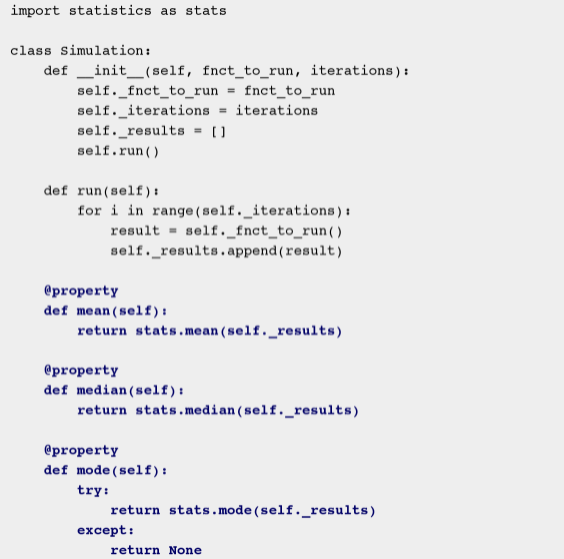 import statistics as stats

class Simulation:
    def __init__(self, fnct_to_run, iterations):
        self._fnct_to_run = fnct_to_run
        self._iterations = iterations
        self._results = []
        self.run()

    def run(self):
        for i in range(self._iterations):
            result = self._fnct_to_run()
            self._results.append(result)

    @property
    def mean(self):
        return stats.mean(self._results)

    @property
    def median(self):
        return stats.median(self._results)

    @property
    def mode(self):
        try:
            return stats.mode(self._results)
        except:
            return None